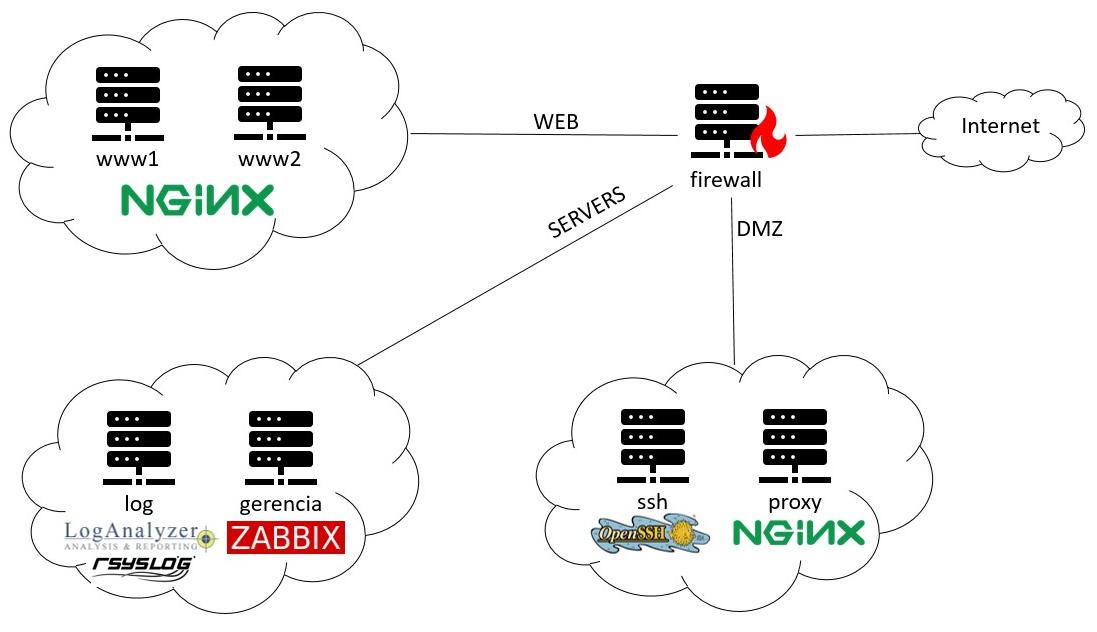 www1
www2
NGINX
WEB
firewall
Internet
SERVERS
DMZ
log
gerencia
LogAnalyzer
ANALYSIS & REPORTING
rsyslog
ZABBIX
ssh
proxy
OpenSSH
NGINX